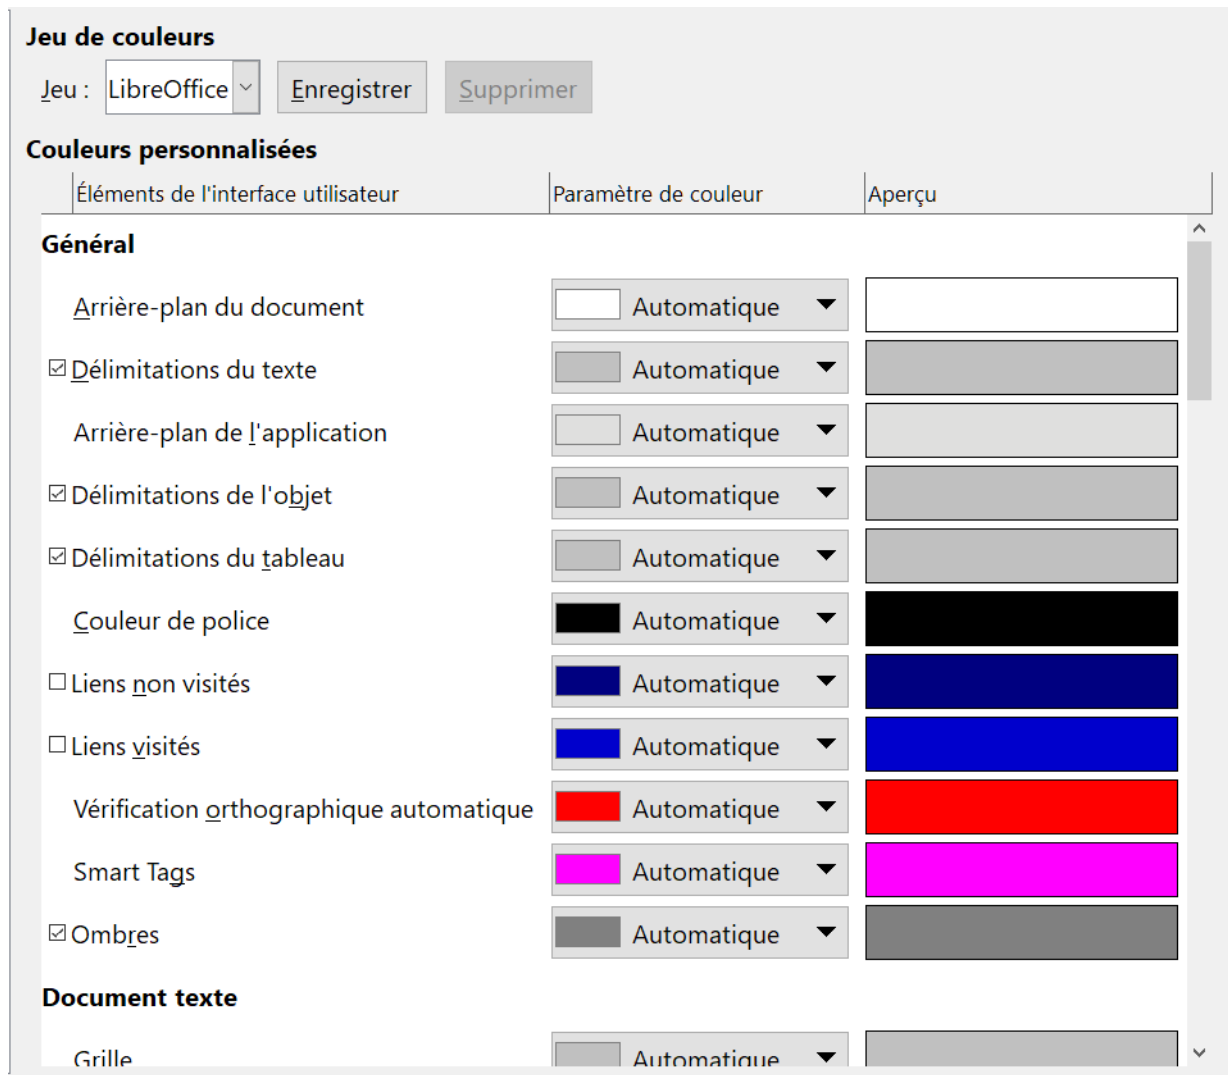 Jeu de couleurs
Jeu : LibreOffice Enregistrer Supprimer
Couleurs personnalisées
Éléments de l'interface utilisateur Paramètre de couleur Aperçu
Général
Arrière-plan du document Automatique
Délimitations du texte Automatique
Arrière-plan de l'application Automatique
Délimitations de l'objet Automatique
Délimitations du tableau Automatique
Couleur de police Automatique
Liens non visités Automatique
Liens visités Automatique
Vérification orthographique automatique Automatique
Smart Tags Automatique
Ombres Automatique
Document texte
Grille Automatique